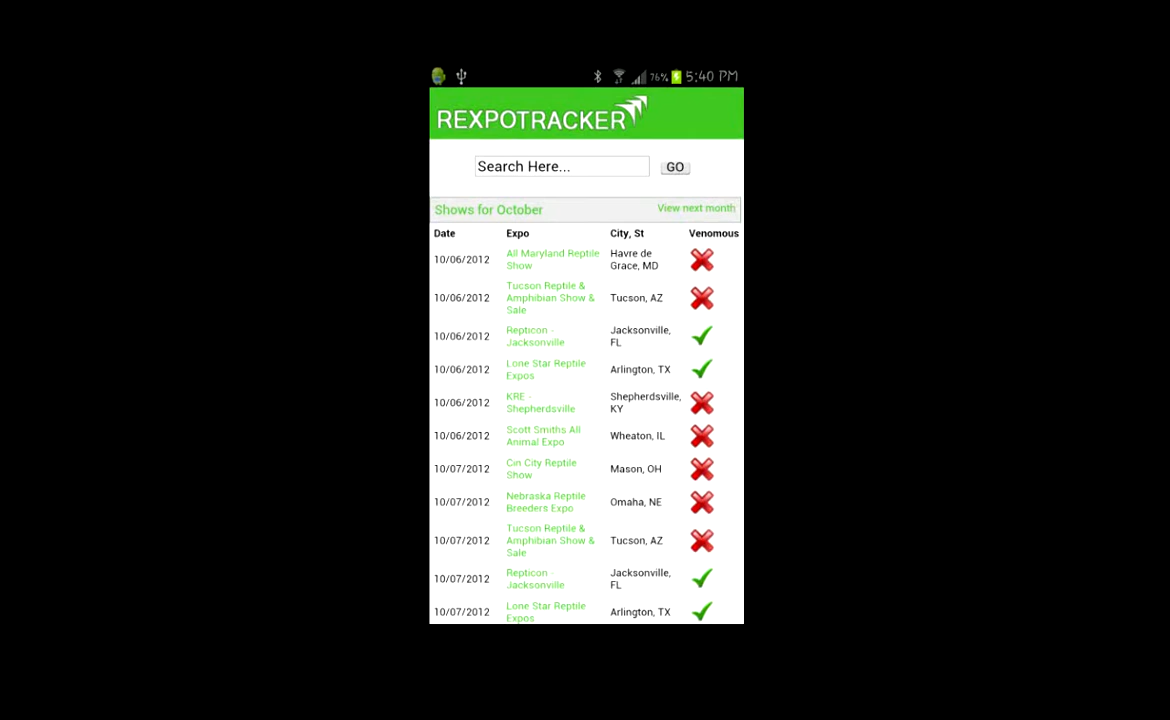 76% 5:40 PM
REXPOTRACKER
Search Here... GO
Shows for October View next month
Date Expo City, St Venomous
10/06/2012 All Maryland Reptile Show Havre de Grace, MD
10/06/2012 Tucson Reptile & Amphibian Show & Sale Tucson, AZ
10/06/2012 Repticon - Jacksonville Jacksonville, FL
10/06/2012 Lone Star Reptile Expos Arlington, TX
10/06/2012 KRE - Shepherdsville Shepherdsville, KY
10/06/2012 Scott Smiths All Animal Expo Wheaton, IL
10/07/2012 Cin City Reptile Show Mason, OH
10/07/2012 Nebraska Reptile Breeders Expo Omaha, NE
10/07/2012 Tucson Reptile & Amphibian Show & Sale Tucson, AZ
10/07/2012 Repticon - Jacksonville Jacksonville, FL
10/07/2012 Lone Star Reptile Expos Arlington, TX